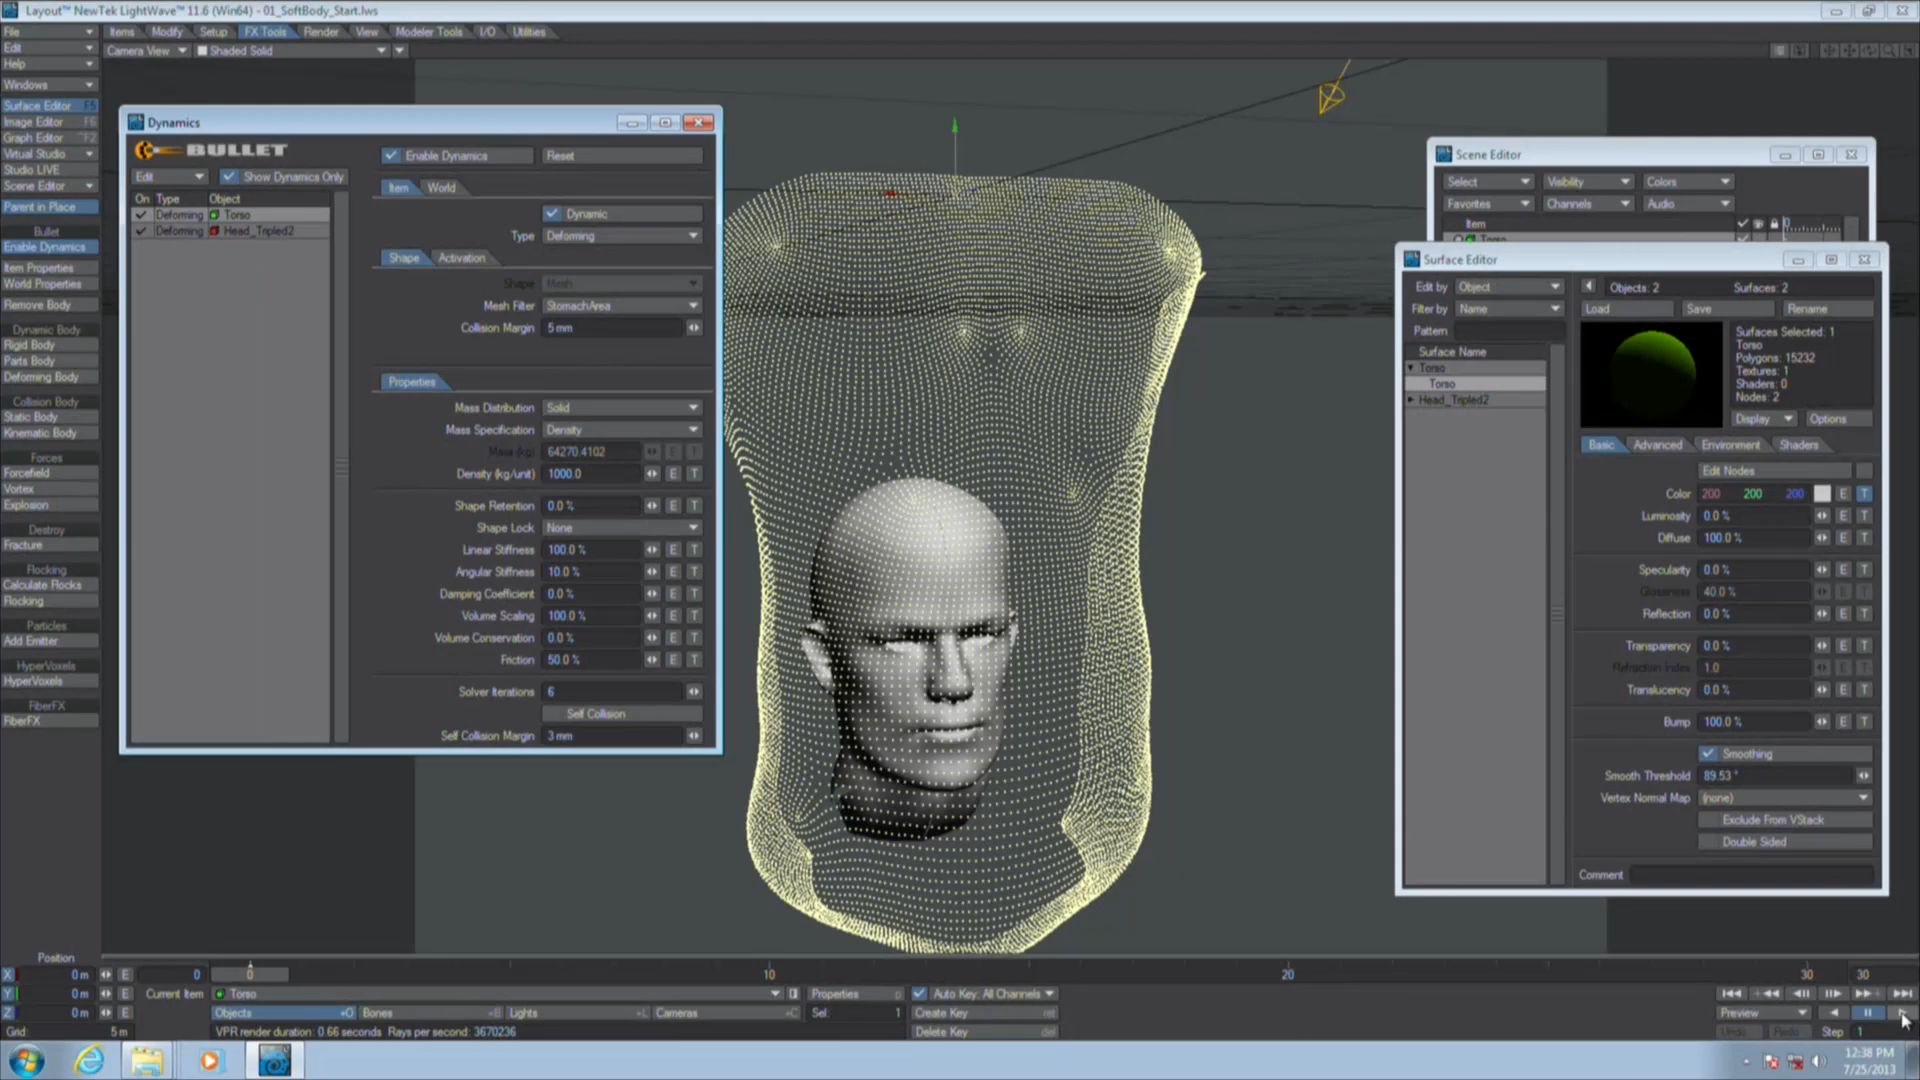 Layout™ NewTek LightWave™ 11.6 (Win64) - 01_SoftBody_Start.lws
File Items Modify Setup FX Tools Render View Modeler Tools I/O Utilities
Edit Camera View Shaded Solid
Help
Windows
Surface Editor F5
Image Editor F6
Graph Editor ^F2
Virtual Studio
Studio LIVE
Scene Editor
Parent in Place
Bullet
Enable Dynamics
Item Properties
World Properties
Remove Body
Dynamic Body
Rigid Body
Parts Body
Deforming Body
Collision Body
Static Body
Kinematic Body
Forces
Forcefield
Vortex
Explosion
Destroy
Fracture
Flocking
Calculate Flocks
Flocking
Particles
Add Emitter
HyperVoxels
HyperVoxels
FiberFX
FiberFX
Dynamics
BULLET
Enable Dynamics Reset
Edit Show Dynamics Only
Item World
On Type Object
Deforming Torso
Deforming Head_Tripled2
Dynamic
Type Deforming
Shape Activation
Shape Mesh
Mesh Filter StomachArea
Collision Margin 5 mm
Properties
Mass Distribution Solid
Mass Specification Density
Mass (kg) 64270.4102 E T
Density (kg/unit) 1000.0 E T
Shape Retention 0.0 % E T
Shape Lock None
Linear Stiffness 100.0 % E T
Angular Stiffness 10.0 % E T
Damping Coefficient 0.0 % E T
Volume Scaling 100.0 % E T
Volume Conservation 0.0 % E T
Friction 50.0 % E T
Solver Iterations 6
Self Collision
Self Collision Margin 3 mm
Scene Editor
Select Visibility Colors
Favorites Channels Audio
Item 0
Torso
Surface Editor
Edit by Object Objects: 2 Surfaces: 2
Filter by Name Load Save Rename
Pattern
Surface Name
Torso
Torso
Head_Tripled2
Surfaces Selected: 1
Torso
Polygons: 15232
Textures: 1
Shaders: 0
Nodes: 2
Display Options
Basic Advanced Environment Shaders
Edit Nodes
Color 200 200 200 E T
Luminosity 0.0 % E T
Diffuse 100.0 % E T
Specularity 0.0 % E T
Glossiness 40.0 % E T
Reflection 0.0 % E T
Transparency 0.0 % E T
Refraction Index 1.0 E T
Translucency 0.0 % E T
Bump 100.0 % E T
Smoothing
Smooth Threshold 89.53 °
Vertex Normal Map (none)
Exclude From VStack
Double Sided
Comment
Position
X 0 m E 0 0 10 20 30 30
Y 0 m E Current Item Torso Properties p Auto Key: All Channels
Z 0 m E Objects +O Bones +B Lights +L Cameras +C Sel: 1 Create Key ret Preview
Grid: 5 m VPR render duration: 0.66 seconds Rays per second: 3670236 Delete Key del Undo Redo Step 1
12:38 PM
7/25/2013